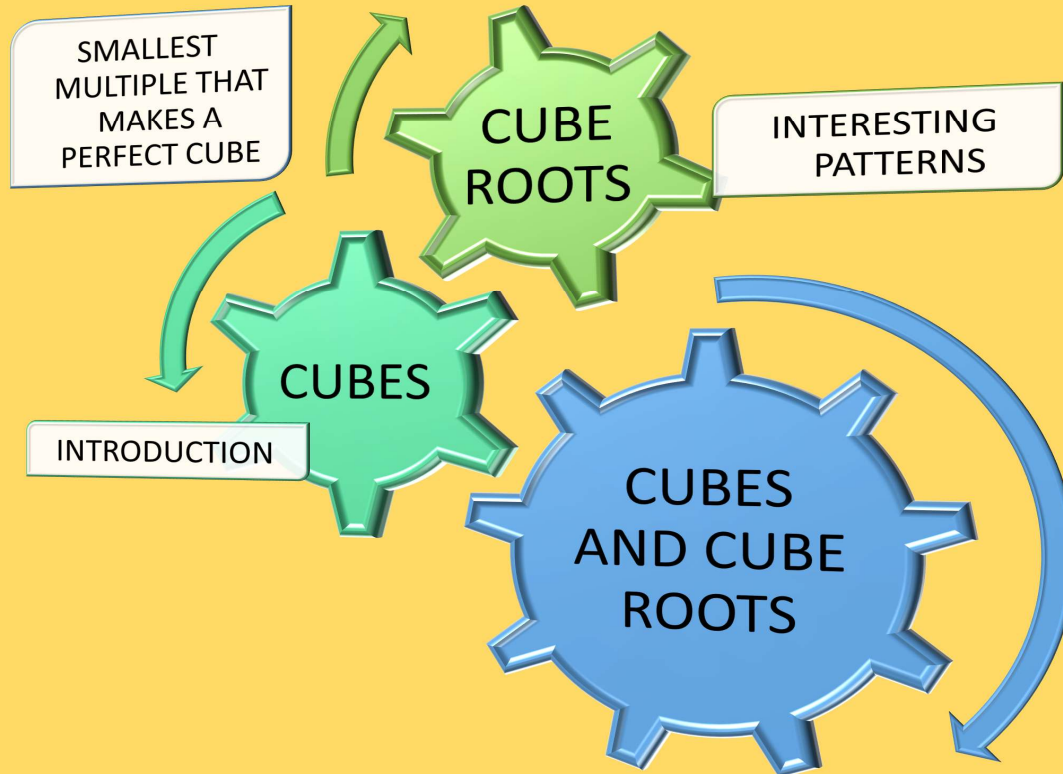 SMALLEST
MULTIPLE THAT
MAKES A
PERFECT CUBE
CUBE
ROOTS
INTERESTING
PATTERNS
CUBES
INTRODUCTION
CUBES
AND CUBE
ROOTS